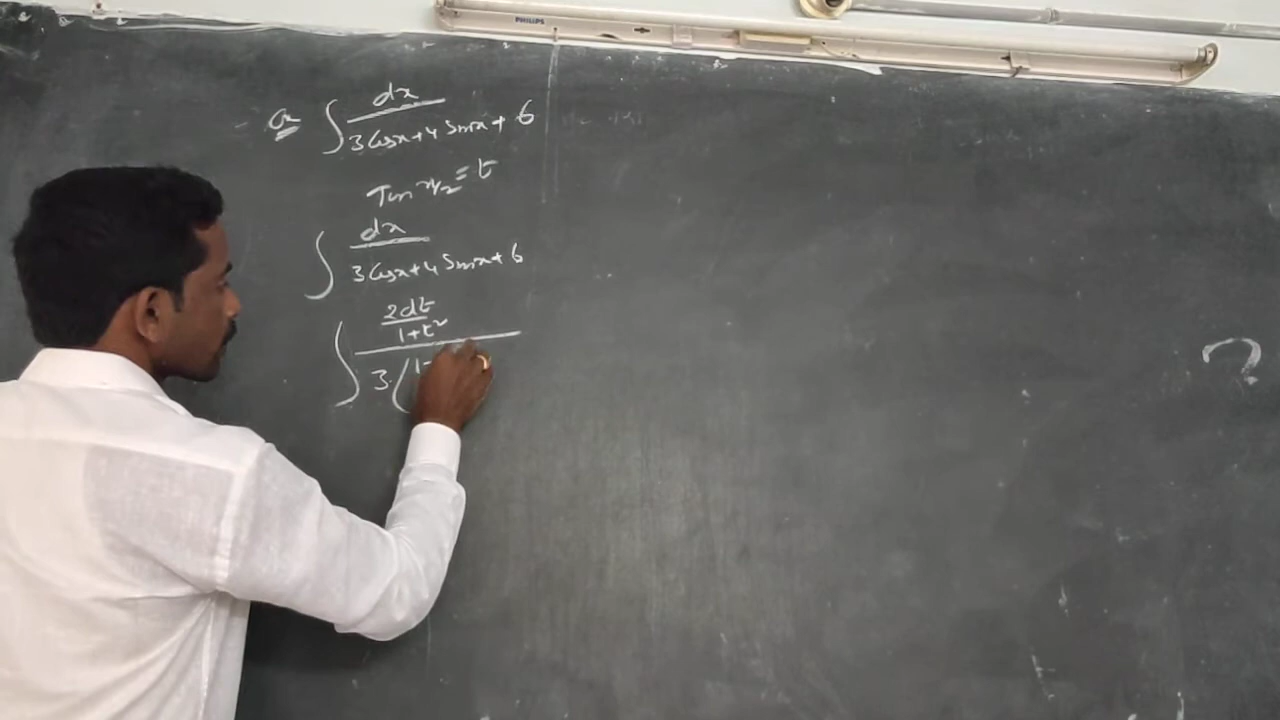 PHILIPS
Q ∫ dx / 3 Cosx + 4 Sinx + 6
Tan x/2 = t
∫ dx / 3 Cosx + 4 Sinx + 6
∫ 2dt / 1+t² / 3 ( 1-
?